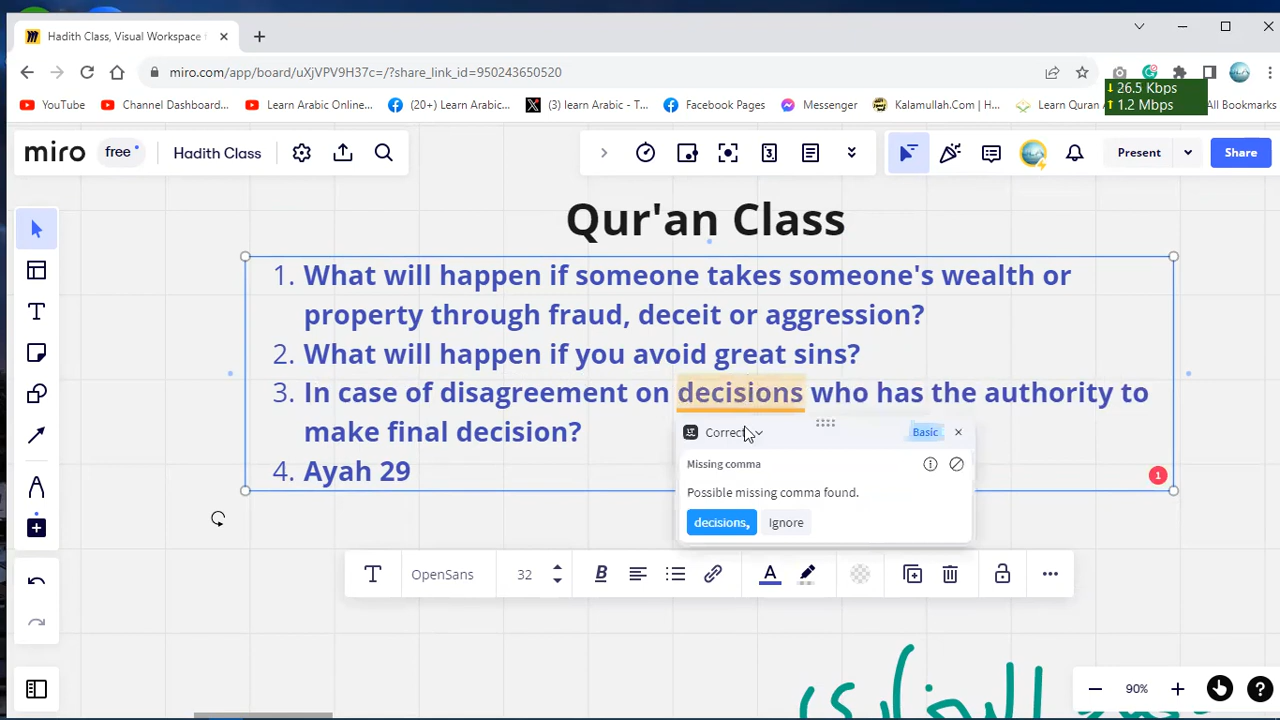 Hadith Class, Visual Workspace
miro.com/app/board/uXjVPV9H37c=/?share_link_id=950243650520
26.5 Kbps
1.2 Mbps
YouTube
Channel Dashboard...
Learn Arabic Online...
(20+) Learn Arabic...
(3) learn Arabic - T...
Facebook Pages
Messenger
Kalamullah.Com | H...
Learn Quran
All Bookmarks
miro
free
Hadith Class
3
Present
Share
Qur'an Class
1. What will happen if someone takes someone's wealth or
property through fraud, deceit or aggression?
2. What will happen if you avoid great sins?
3. In case of disagreement on decisions who has the authority to
make final decision?
4. Ayah 29
Correct
Basic
Missing comma
Possible missing comma found.
decisions,
Ignore
1
OpenSans
32
B
A
90%
?
البخاري